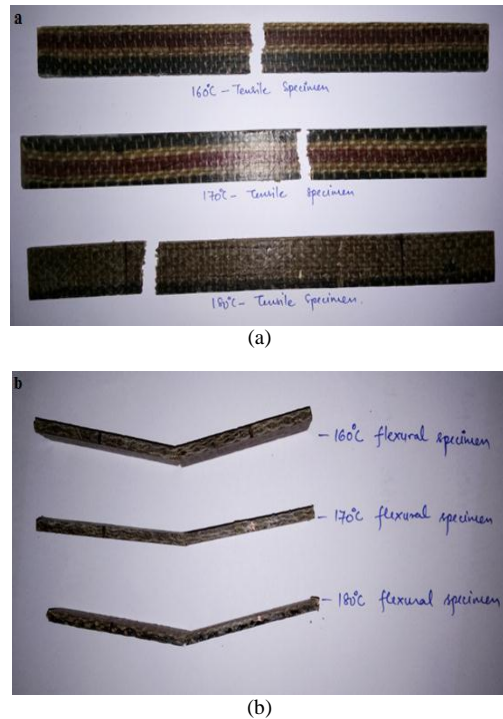 a
160°C - Tensile Specimen
170°C - Tensile Specimen
180°C - Tensile Specimen.
(a)
b
- 160°C flexural specimen
- 170°C flexural specimen
- 180°C flexural specimen
(b)